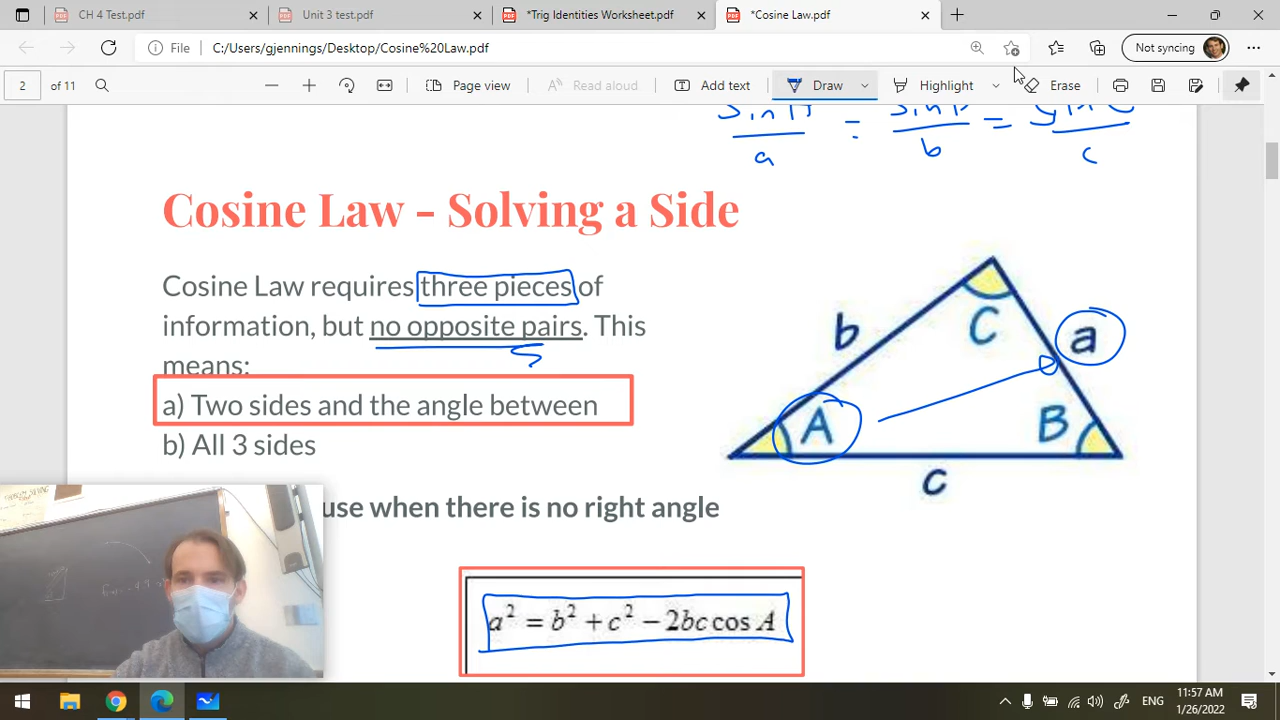 CH 4 Test.pdf
Unit 3 test.pdf
*Trig Identities Worksheet.pdf
*Cosine Law.pdf
File
C:/Users/gjennings/Desktop/Cosine%20Law.pdf
Not syncing
2 of 11
Page view
Read aloud
Add text
Draw
Highlight
Erase
sin A / a = sin B / b = sin C / c
Cosine Law - Solving a Side
Cosine Law requires three pieces of
information, but no opposite pairs. This
means:
a) Two sides and the angle between
b) All 3 sides
use when there is no right angle
b
C
a
A
B
c
a² = b² + c² − 2bc cos A
ENG
11:57 AM
1/26/2022